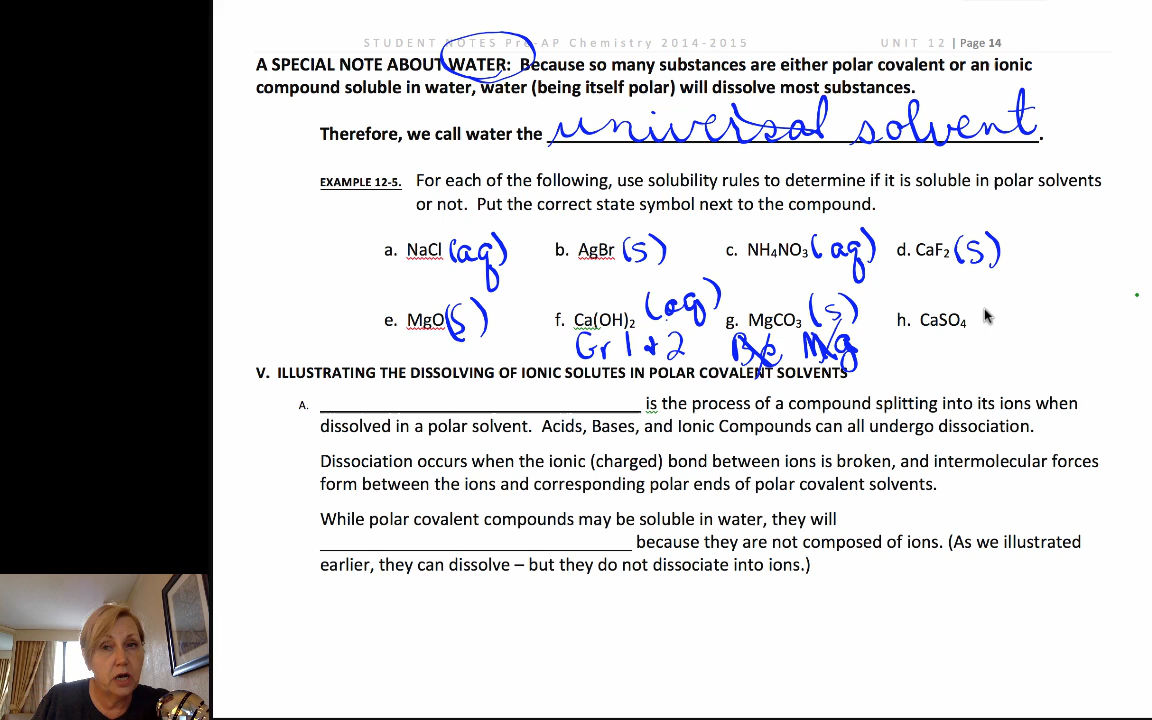 STUDENT NOTES Pre-AP Chemistry 2014-2015 UNIT 12 | Page 14
A SPECIAL NOTE ABOUT WATER: Because so many substances are either polar covalent or an ionic
compound soluble in water, water (being itself polar) will dissolve most substances.
Therefore, we call water the universal solvent.
EXAMPLE 12-5. For each of the following, use solubility rules to determine if it is soluble in polar solvents
or not. Put the correct state symbol next to the compound.
a. NaCl (aq) b. AgBr (s) c. NH₄NO₃ (aq) d. CaF₂ (s)
e. MgO (s) f. Ca(OH)₂ (aq) g. MgCO₃ (s) h. CaSO₄
Gr 1 + 2 Be Mg
V. ILLUSTRATING THE DISSOLVING OF IONIC SOLUTES IN POLAR COVALENT SOLVENTS
A. ______________________________ is the process of a compound splitting into its ions when
dissolved in a polar solvent. Acids, Bases, and Ionic Compounds can all undergo dissociation.
Dissociation occurs when the ionic (charged) bond between ions is broken, and intermolecular forces
form between the ions and corresponding polar ends of polar covalent solvents.
While polar covalent compounds may be soluble in water, they will
______________________________ because they are not composed of ions. (As we illustrated
earlier, they can dissolve – but they do not dissociate into ions.)